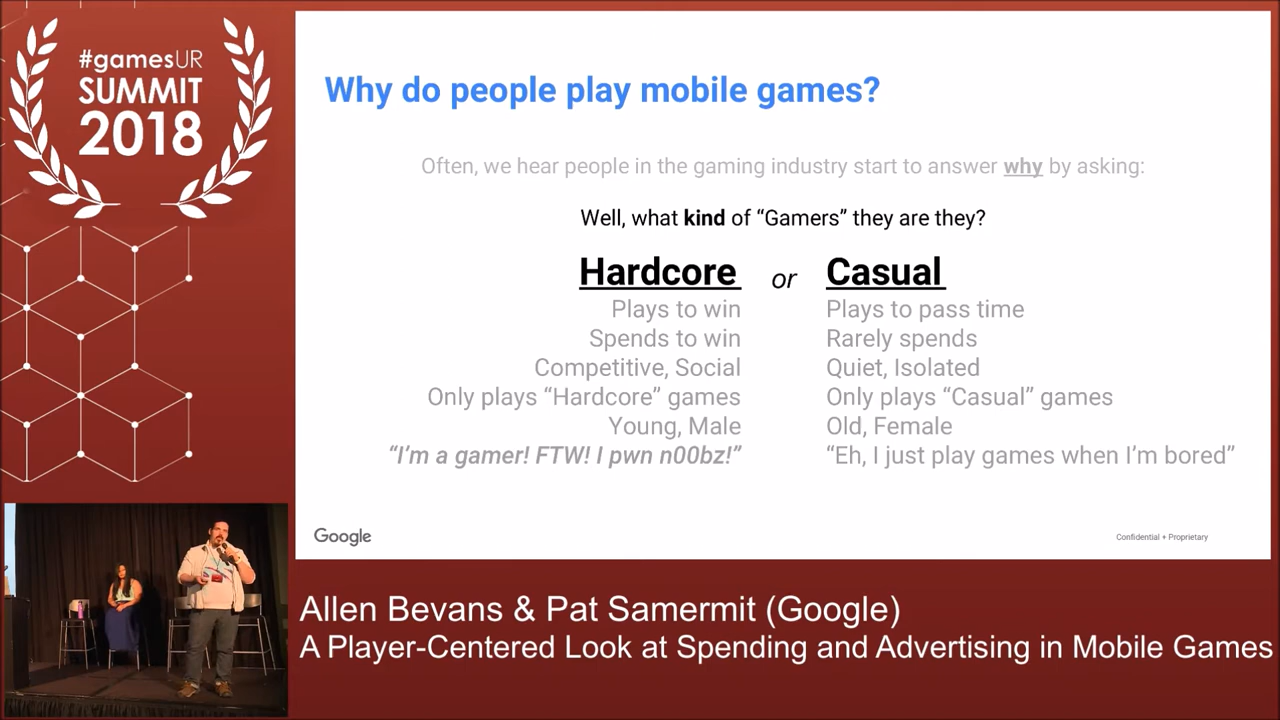 #gamesUR
SUMMIT
2018
Why do people play mobile games?
Often, we hear people in the gaming industry start to answer why by asking:
Well, what kind of “Gamers” they are they?
Hardcore or Casual
Plays to win
Plays to pass time
Spends to win
Rarely spends
Competitive, Social
Quiet, Isolated
Only plays “Hardcore” games
Only plays “Casual” games
Young, Male
Old, Female
“I’m a gamer! FTW! I pwn n00bz!”
“Eh, I just play games when I’m bored”
Google
Confidential + Proprietary
Allen Bevans & Pat Samermit (Google)
A Player-Centered Look at Spending and Advertising in Mobile Games